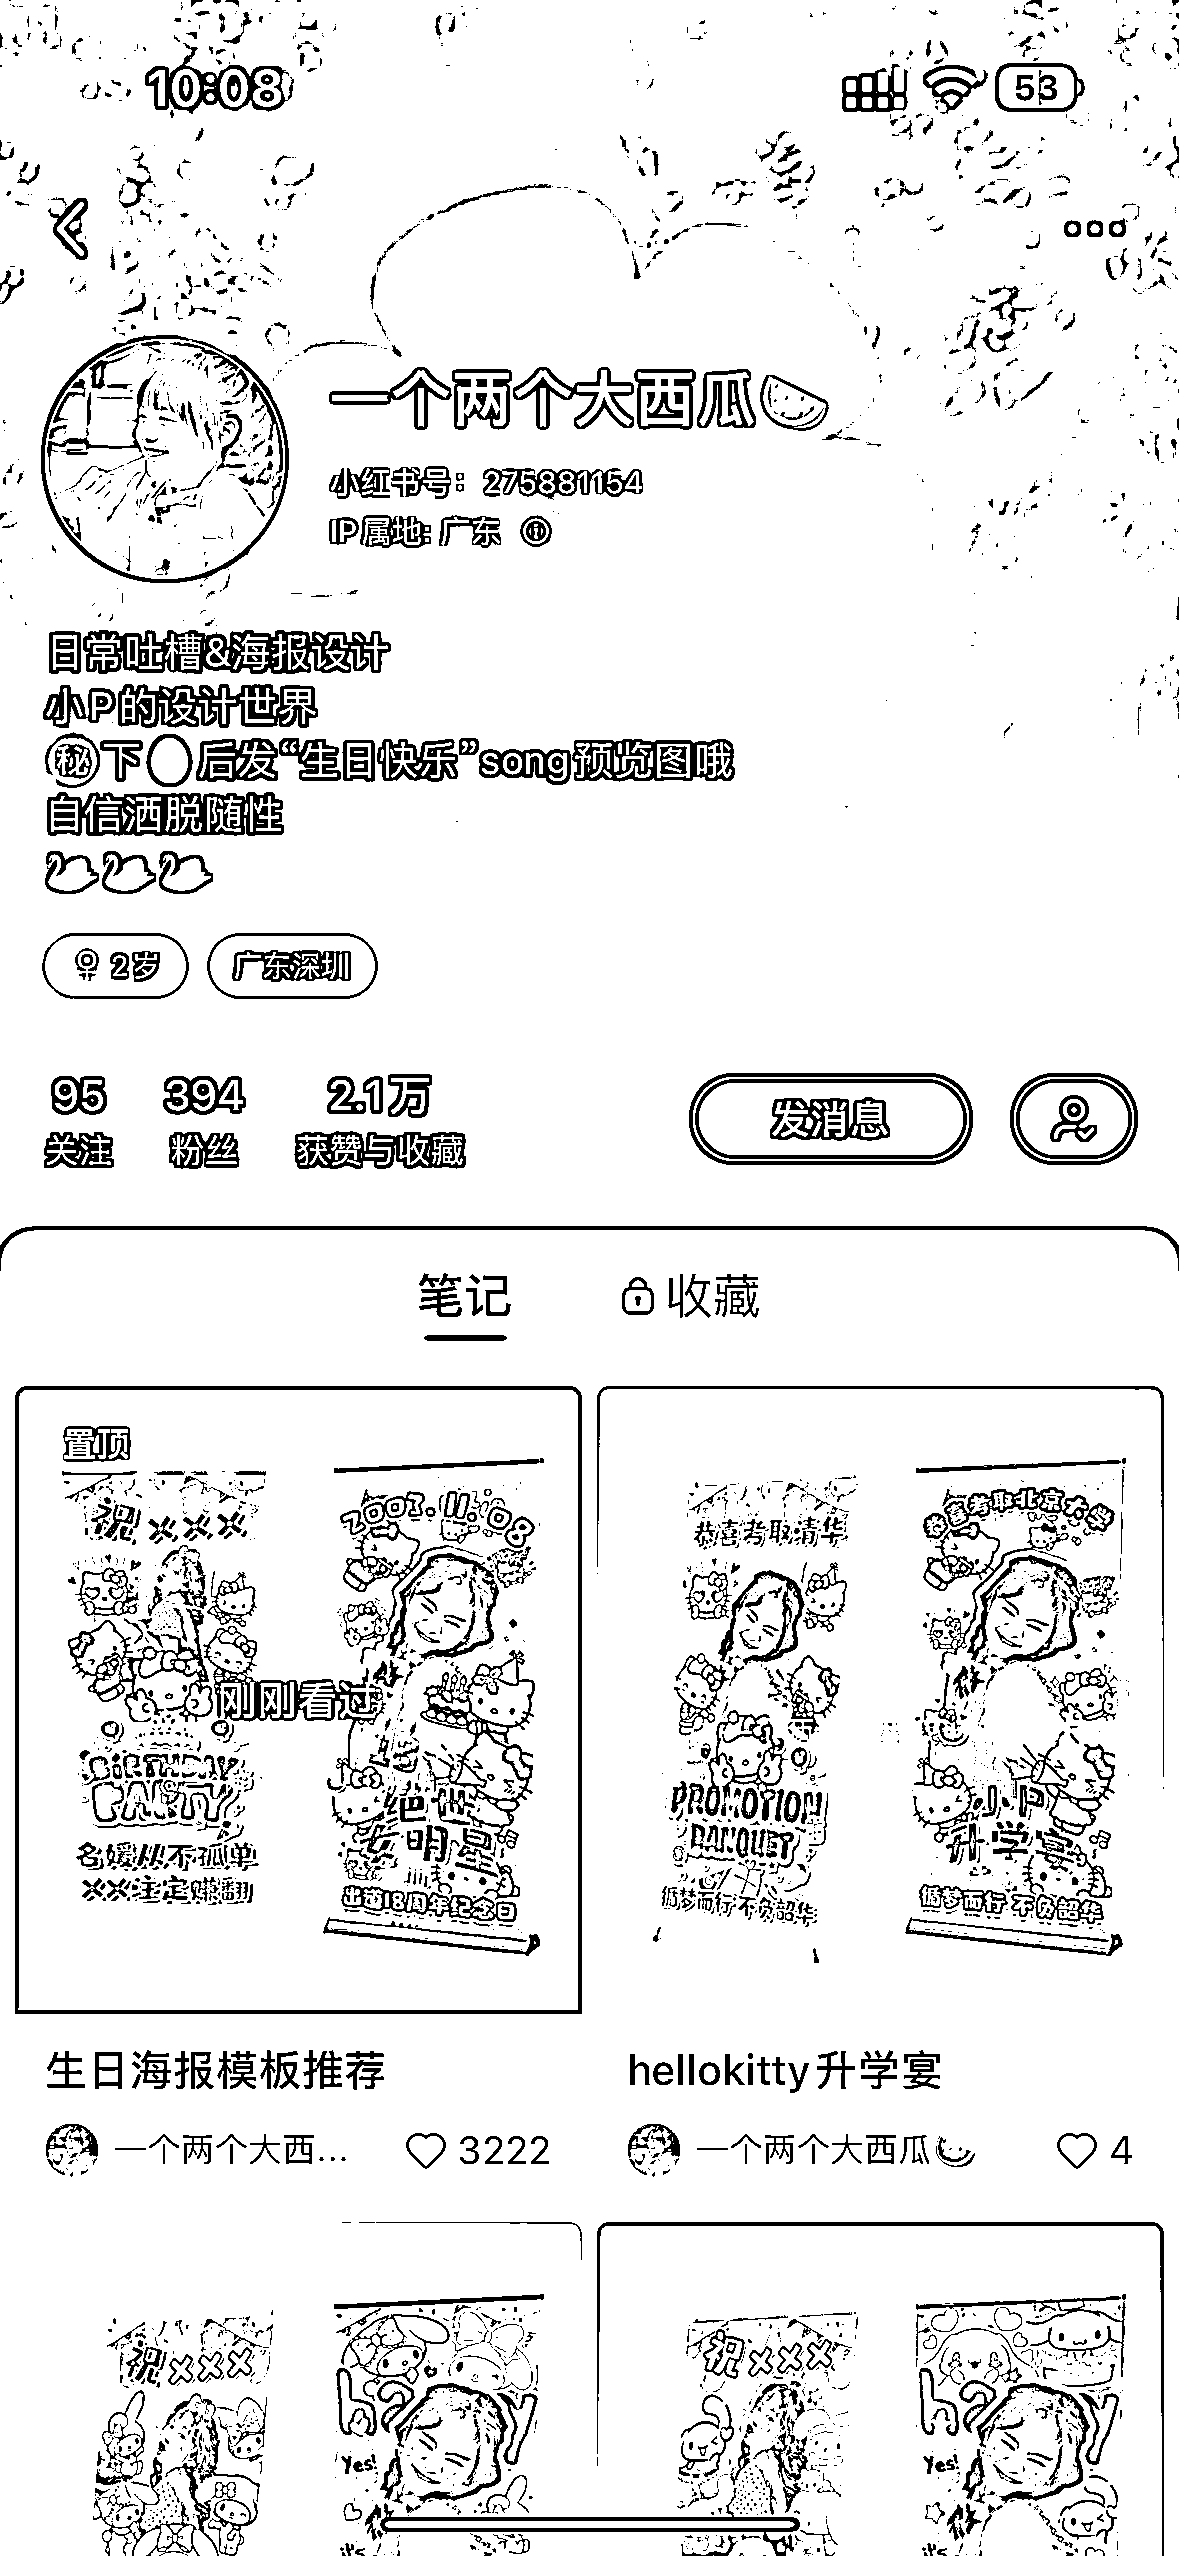 10:08
53
一个两个大西瓜🍉
小红书号：275881154
IP属地：广东
日常吐槽&海报设计
小P的设计世界
㊙下⭕后发“生日快乐”song预览图哦
自信洒脱随性
🦢🦢🦢
2岁 广东深圳
95 394 2.1万
关注 粉丝 获赞与收藏
发消息
笔记 收藏
置顶
祝×××
2003.11.08
刚刚看过
BIRTHDAY
PARTY
绝世
女明星
名媛从不孤单
××注定赚翻
出道18周年纪念日
恭喜考取清华
恭喜考取北京大学
PROMOTION
BANQUET
小P
升学宴
循梦而行 不负韶华
循梦而行 不负韶华
生日海报模板推荐
hellokitty升学宴
一个两个大西... 3222
一个两个大西瓜🍉 4
祝×××
Yes!
祝×××
Yes!